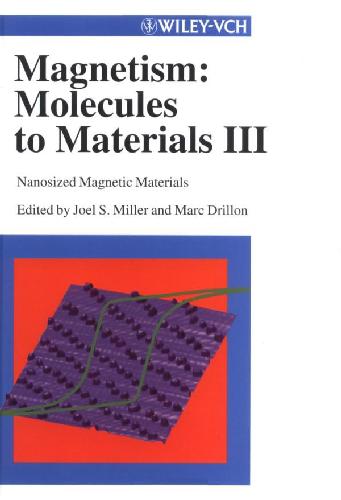 WILEY-VCH
Magnetism:
Molecules
to Materials III
Nanosized Magnetic Materials
Edited by Joel S. Miller and Marc Drillon